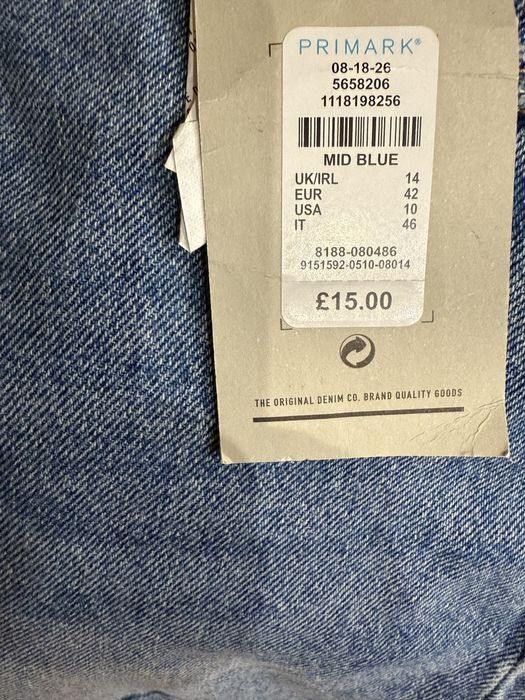 PRIMARK®
08-18-26
5658206
1118198256
MID BLUE
UK/IRL 14
EUR 42
USA 10
IT 46
8188-080486
9151592-0510-08014
£15.00
THE ORIGINAL DENIM CO. BRAND QUALITY GOODS